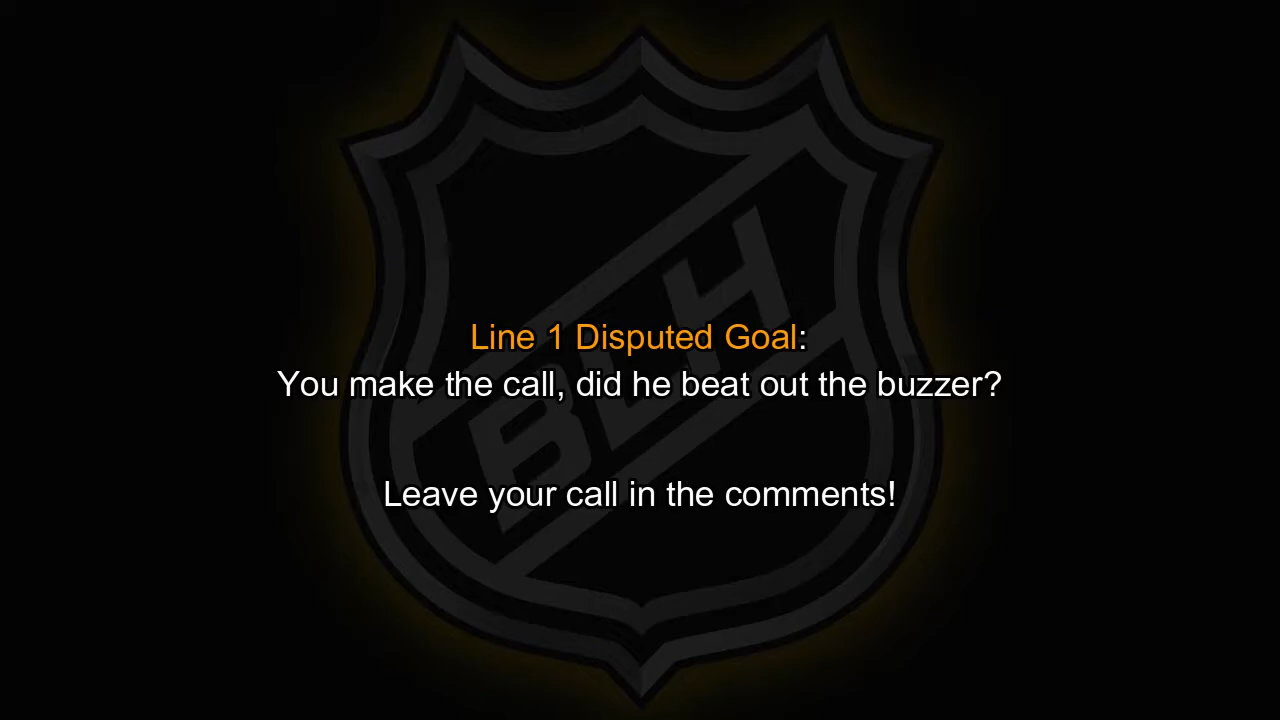 BLH
Line 1 Disputed Goal:
You make the call, did he beat out the buzzer?
Leave your call in the comments!